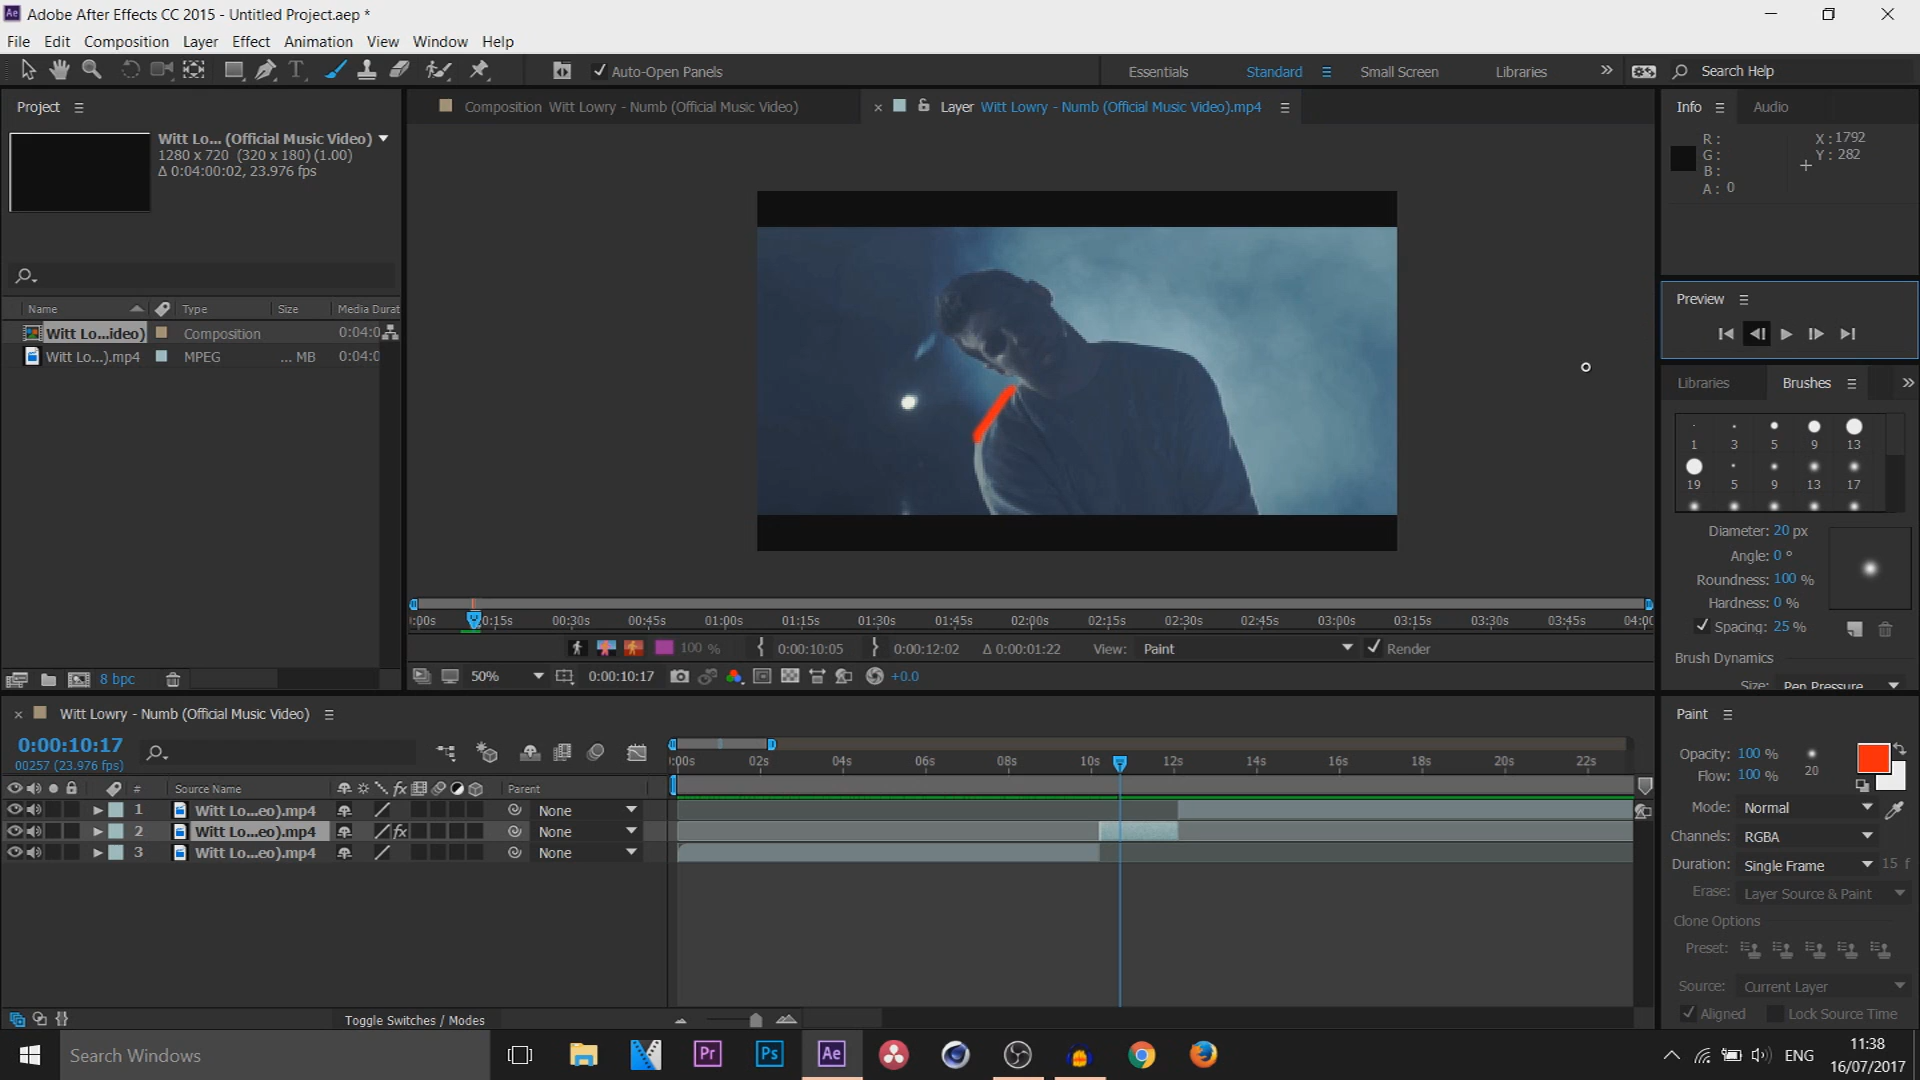 Adobe After Effects CC 2015 - Untitled Project.aep *
File Edit Composition Layer Effect Animation View Window Help
Auto-Open Panels Essentials Standard Small Screen Libraries Search Help
Project Composition Witt Lowry - Numb (Official Music Video) Layer Witt Lowry - Numb (Official Music Video).mp4 Info Audio
Witt Lo... (Official Music Video)
1280 x 720 (320 x 180) (1.00)
Δ 0:04:00:02, 23.976 fps
R :
G :
B :
A : 0
X : 1792
Y : 282
Name Type Size Media Durat
Witt Lo...ideo) Composition 0:04:0
Witt Lo...).mp4 MPEG ... MB 0:04:0
Preview
Libraries Brushes
1 3 5 9 13
19 5 9 13 17
Diameter: 20 px
Angle: 0 °
Roundness: 100 %
Hardness: 0 %
Spacing: 25 %
Brush Dynamics
Size: Pen Pressure
:00s 0:15s 00:30s 00:45s 01:00s 01:15s 01:30s 01:45s 02:00s 02:15s 02:30s 02:45s 03:00s 03:15s 03:30s 03:45s 04:00
100 % 0:00:10:05 0:00:12:02 Δ 0:00:01:22 View: Paint Render
8 bpc 50% 0:00:10:17 +0.0
Witt Lowry - Numb (Official Music Video)
0:00:10:17
00257 (23.976 fps)
:00s 02s 04s 06s 08s 10s 12s 14s 16s 18s 20s 22s
# Source Name fx Parent
1 Witt Lo...eo).mp4 None
2 Witt Lo...eo).mp4 fx None
3 Witt Lo...eo).mp4 None
Toggle Switches / Modes
Paint
Opacity: 100 %
Flow: 100 %
20
Mode: Normal
Channels: RGBA
Duration: Single Frame 15 f
Erase: Layer Source & Paint
Clone Options
Preset:
Source: Current Layer
Aligned Lock Source Time
Search Windows Pr Ps Ae ENG
11:38
16/07/2017